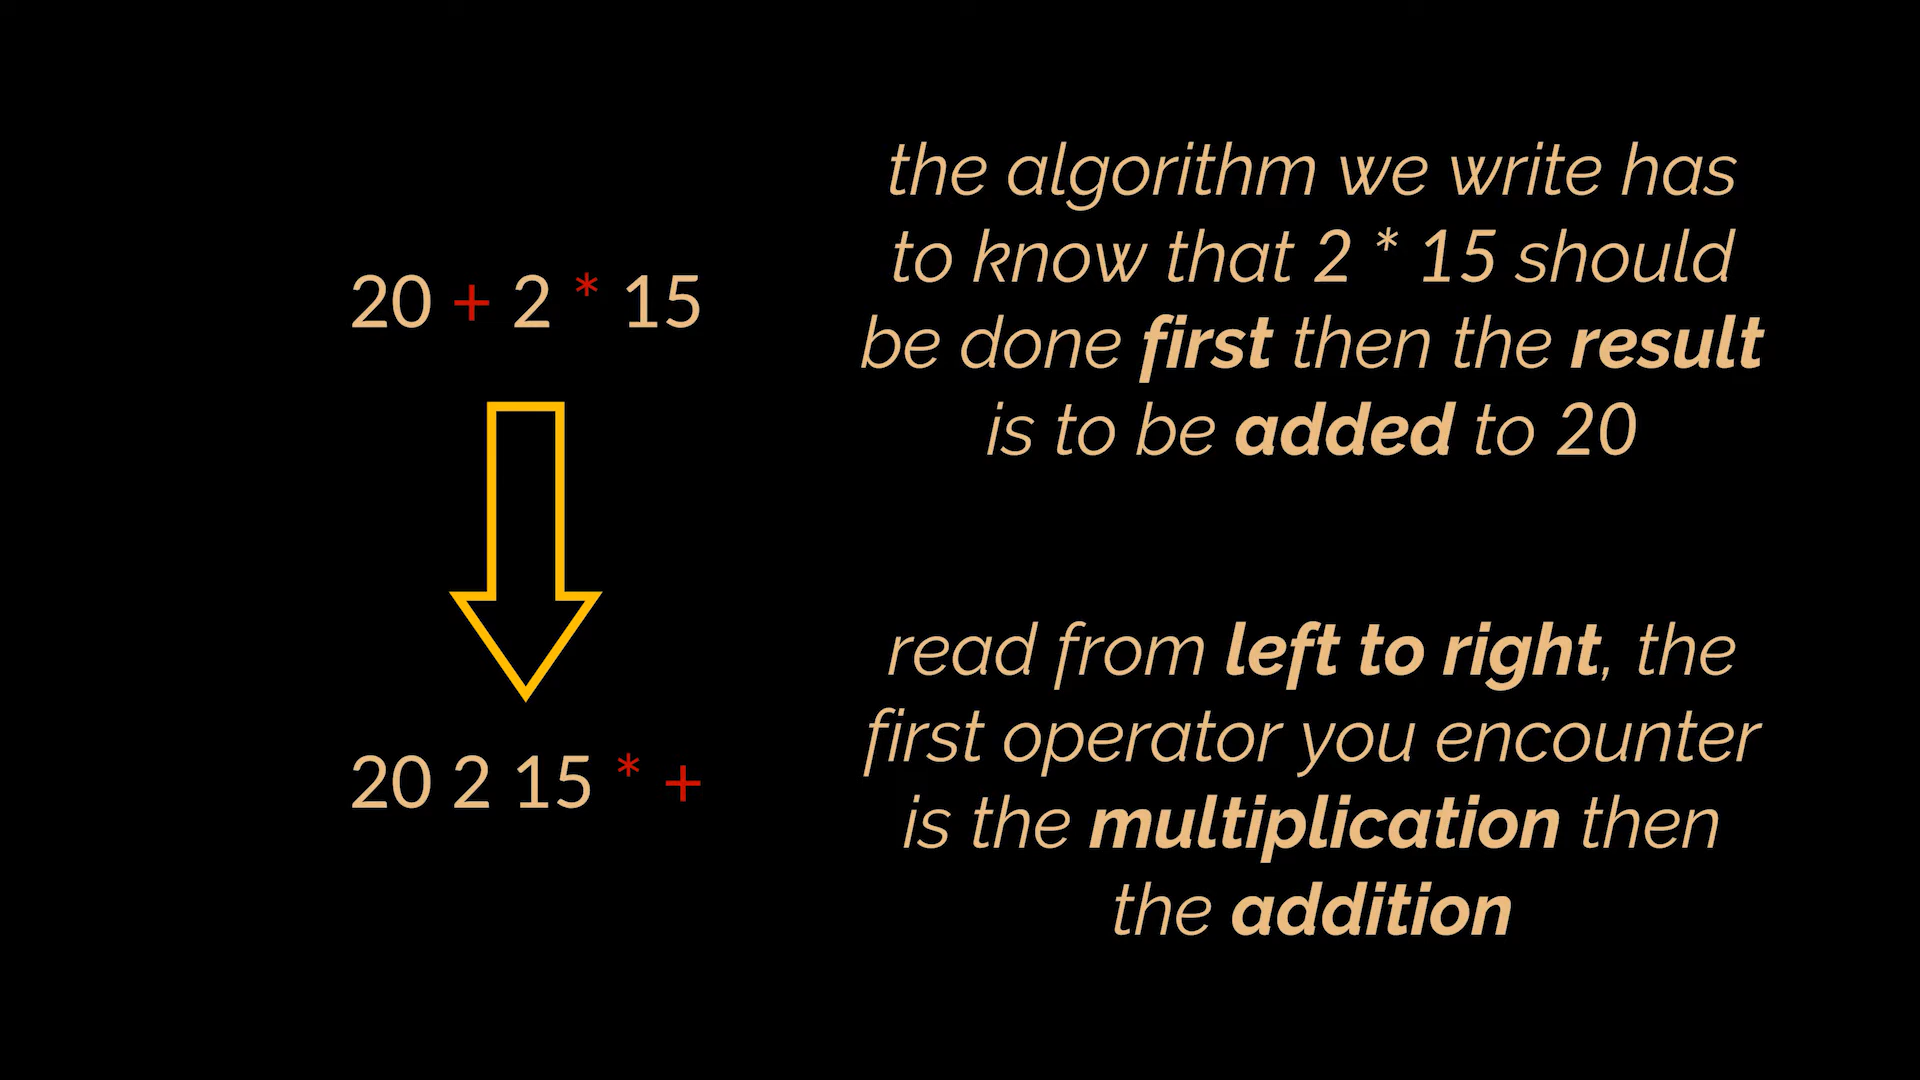 20 + 2 * 15
the algorithm we write has
to know that 2 * 15 should
be done first then the result
is to be added to 20
20 2 15 * +
read from left to right, the
first operator you encounter
is the multiplication then
the addition